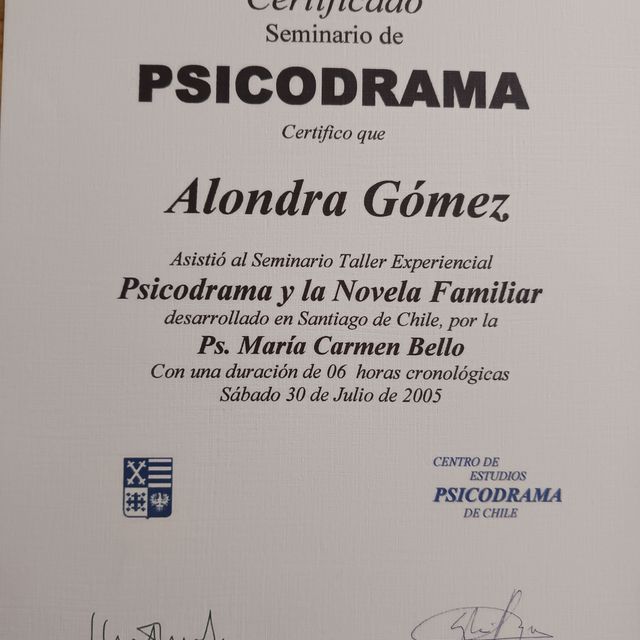 Certificado
Seminario de
PSICODRAMA
Certifico que
Alondra Gómez
Asistió al Seminario Taller Experiencial
Psicodrama y la Novela Familiar
desarrollado en Santiago de Chile, por la
Ps. María Carmen Bello
Con una duración de 06 horas cronológicas
Sábado 30 de Julio de 2005
CENTRO DE
ESTUDIOS
PSICODRAMA
DE CHILE